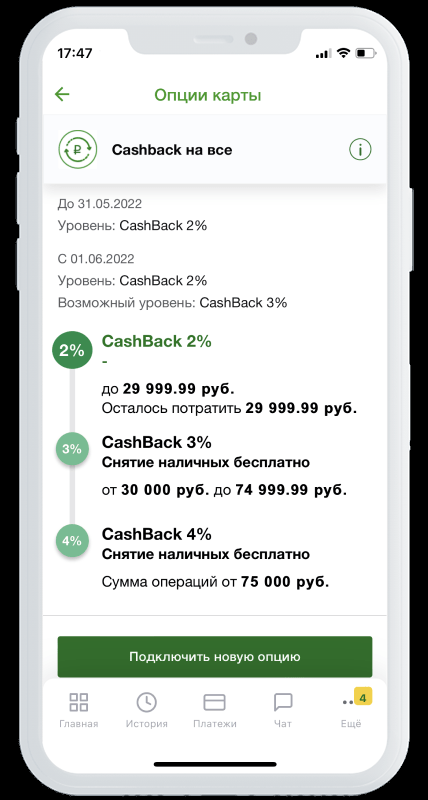 17:47
Опции карты
Cashback на все
До 31.05.2022
Уровень: CashBack 2%
С 01.06.2022
Уровень: CashBack 2%
Возможный уровень: CashBack 3%
2%
CashBack 2%
-
до 29 999.99 руб.
Осталось потратить 29 999.99 руб.
3%
CashBack 3%
Снятие наличных бесплатно
от 30 000 руб. до 74 999.99 руб.
4%
CashBack 4%
Снятие наличных бесплатно
Сумма операций от 75 000 руб.
Подключить новую опцию
4
Главная История Платежи Чат Ещё